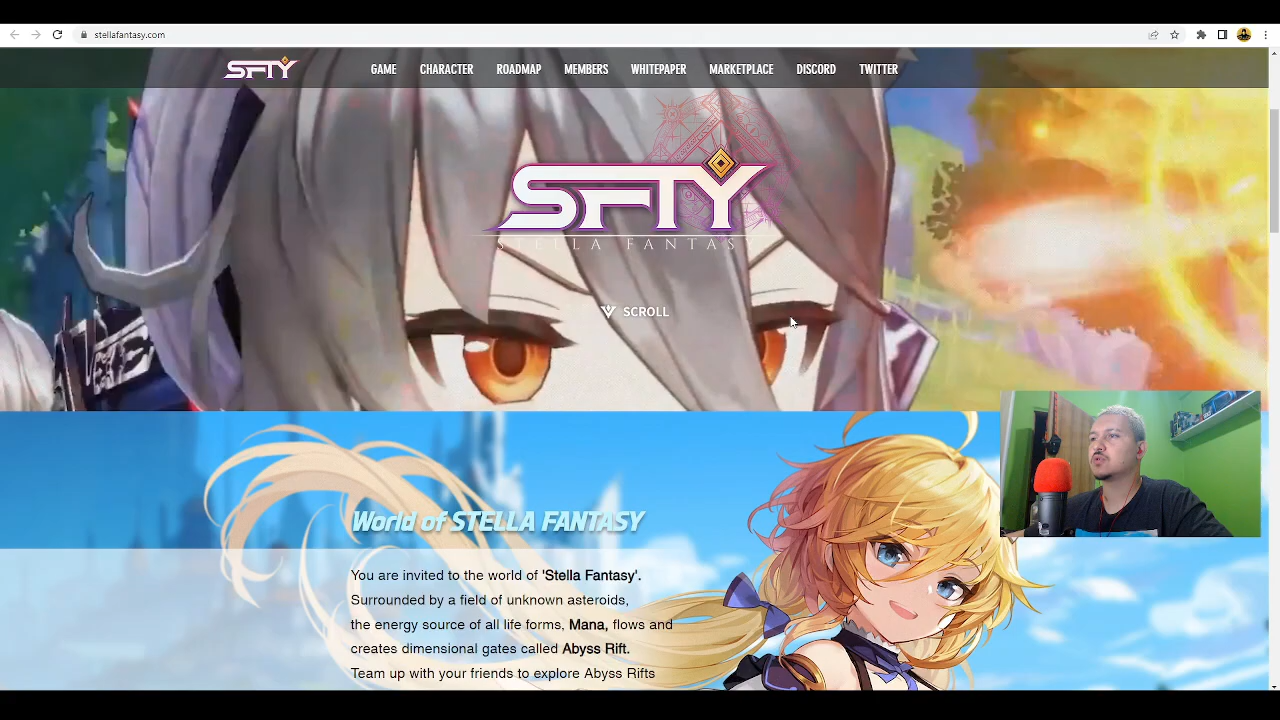 stellafantasy.com
SFTY
GAME
CHARACTER
ROADMAP
MEMBERS
WHITEPAPER
MARKETPLACE
DISCORD
TWITTER
SFTY
STELLA FANTASY
SCROLL
World of STELLA FANTASY
You are invited to the world of 'Stella Fantasy'.
Surrounded by a field of unknown asteroids,
the energy source of all life forms, Mana, flows and
creates dimensional gates called Abyss Rift.
Team up with your friends to explore Abyss Rifts